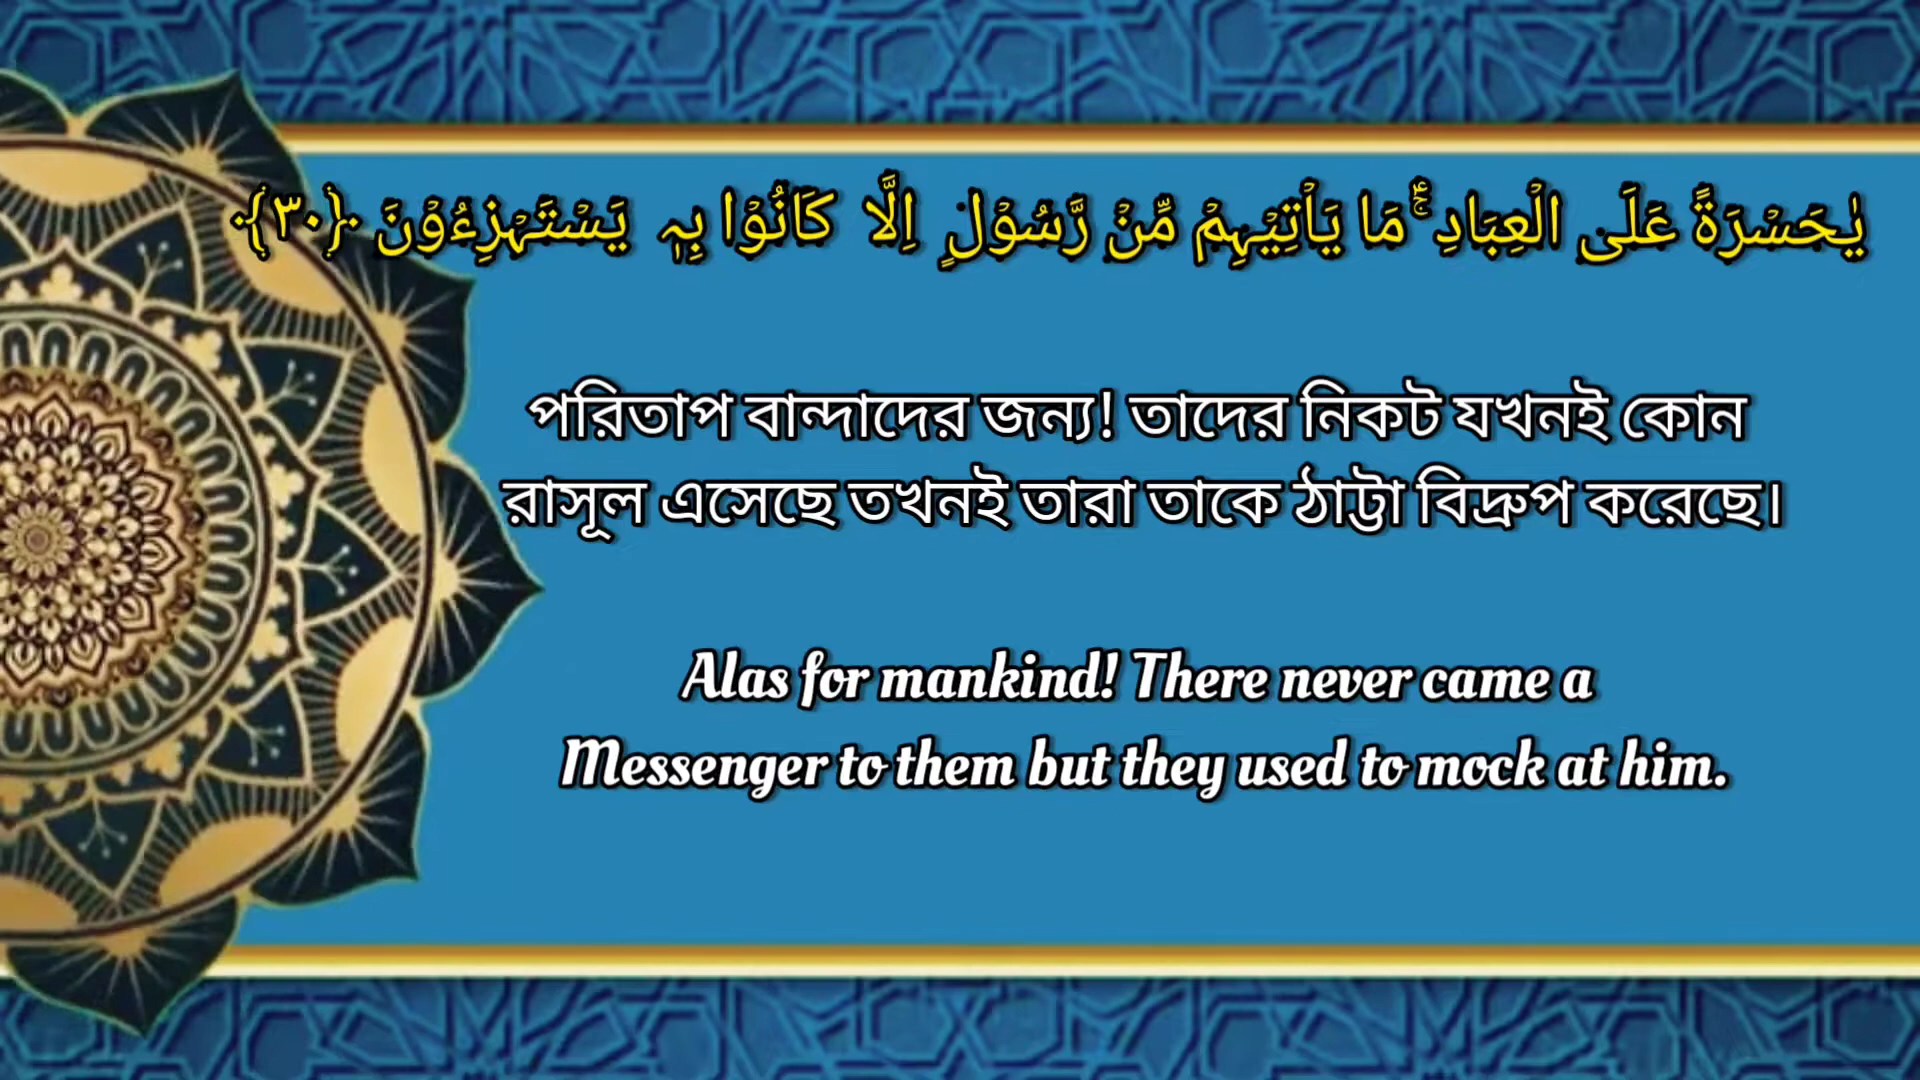 یٰحَسْرَۃً عَلَی الْعِبَادِ ۚؑ مَا یَاْتِیْہِمْ مِّنْ رَّسُوْلٍ اِلَّا کَانُوْا بِہٖ یَسْتَہْزِءُوْنَ ﴿۳۰﴾
পরিতাপ বান্দাদের জন্য! তাদের নিকট যখনই কোন
রাসূল এসেছে তখনই তারা তাকে ঠাট্টা বিদ্রুপ করেছে।
Alas for mankind! There never came a
Messenger to them but they used to mock at him.